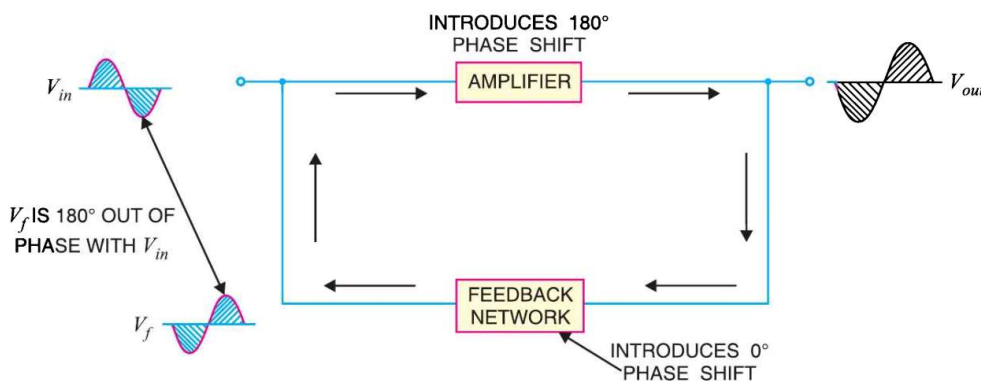 INTRODUCES 180°
PHASE SHIFT
V_in
AMPLIFIER
V_out
V_f IS 180° OUT OF
PHASE WITH V_in
V_f
FEEDBACK
NETWORK
INTRODUCES 0°
PHASE SHIFT